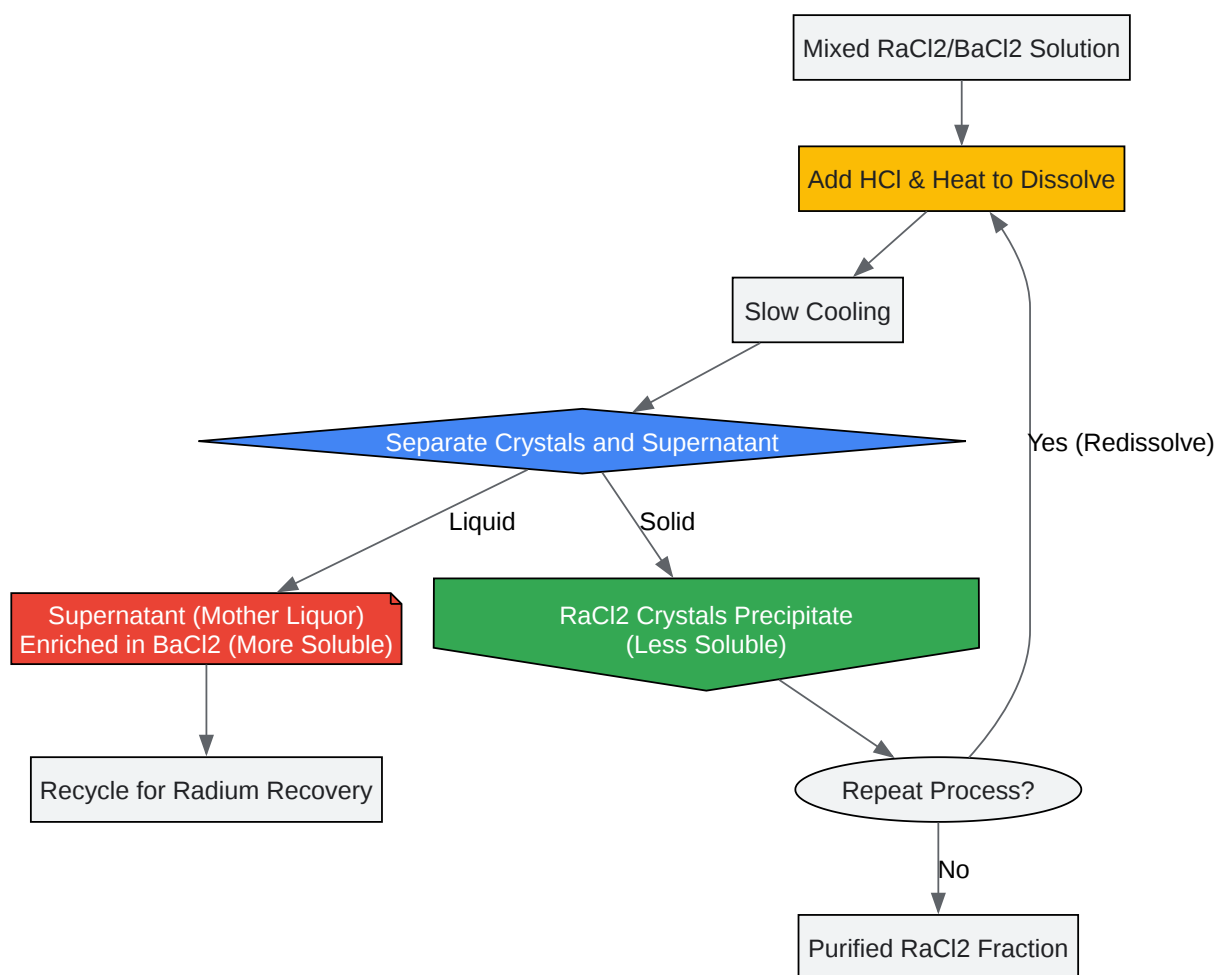 Mixed RaCl2/BaCl2 Solution
Add HCl & Heat to Dissolve
Slow Cooling
Separate Crystals and Supernatant
Yes (Redissolve)
Liquid
Solid
Supernatant (Mother Liquor)
Enriched in BaCl2 (More Soluble)
RaCl2 Crystals Precipitate
(Less Soluble)
Recycle for Radium Recovery
Repeat Process?
No
Purified RaCl2 Fraction